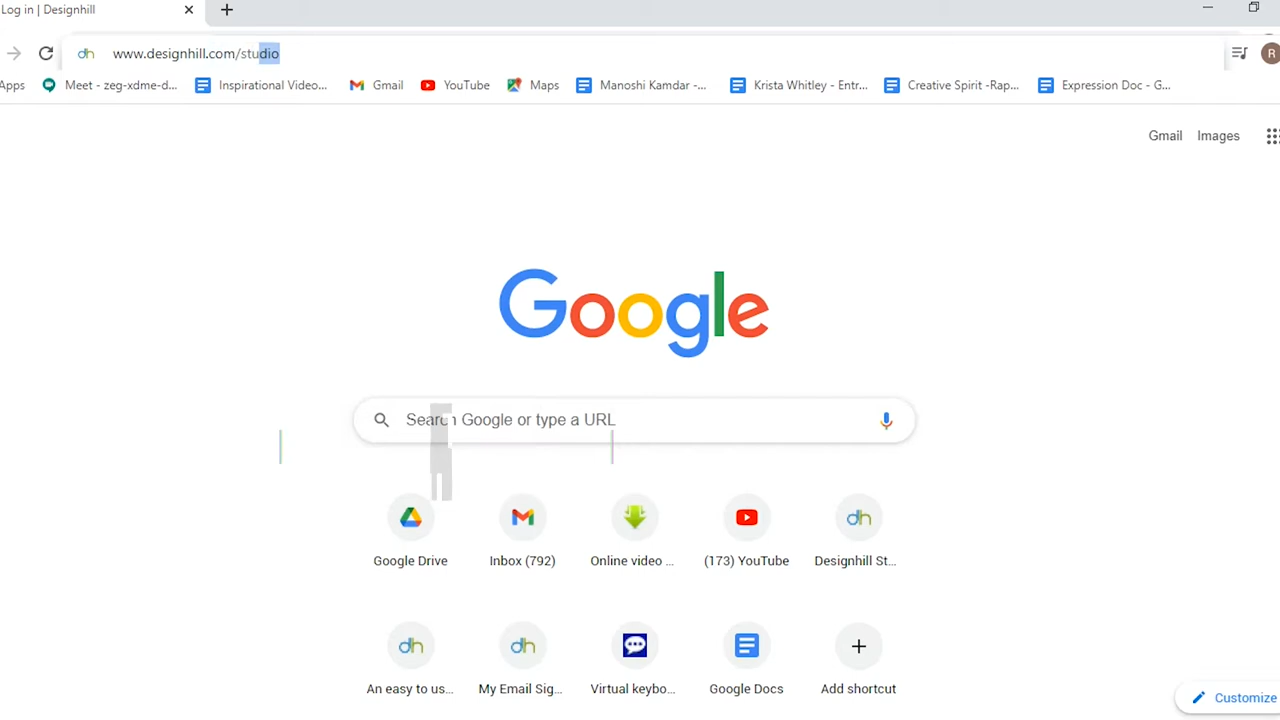 Log in | Designhill
www.designhill.com/studio
Apps Meet - zeg-xdme-d... Inspirational Video... Gmail YouTube Maps Manoshi Kamdar -... Krista Whitley - Entr... Creative Spirit -Rap... Expression Doc - G...
R
Gmail Images
Google
Search Google or type a URL
Google Drive Inbox (792) Online video ... (173) YouTube Designhill St...
An easy to us... My Email Sig... Virtual keybo... Google Docs Add shortcut
Customize